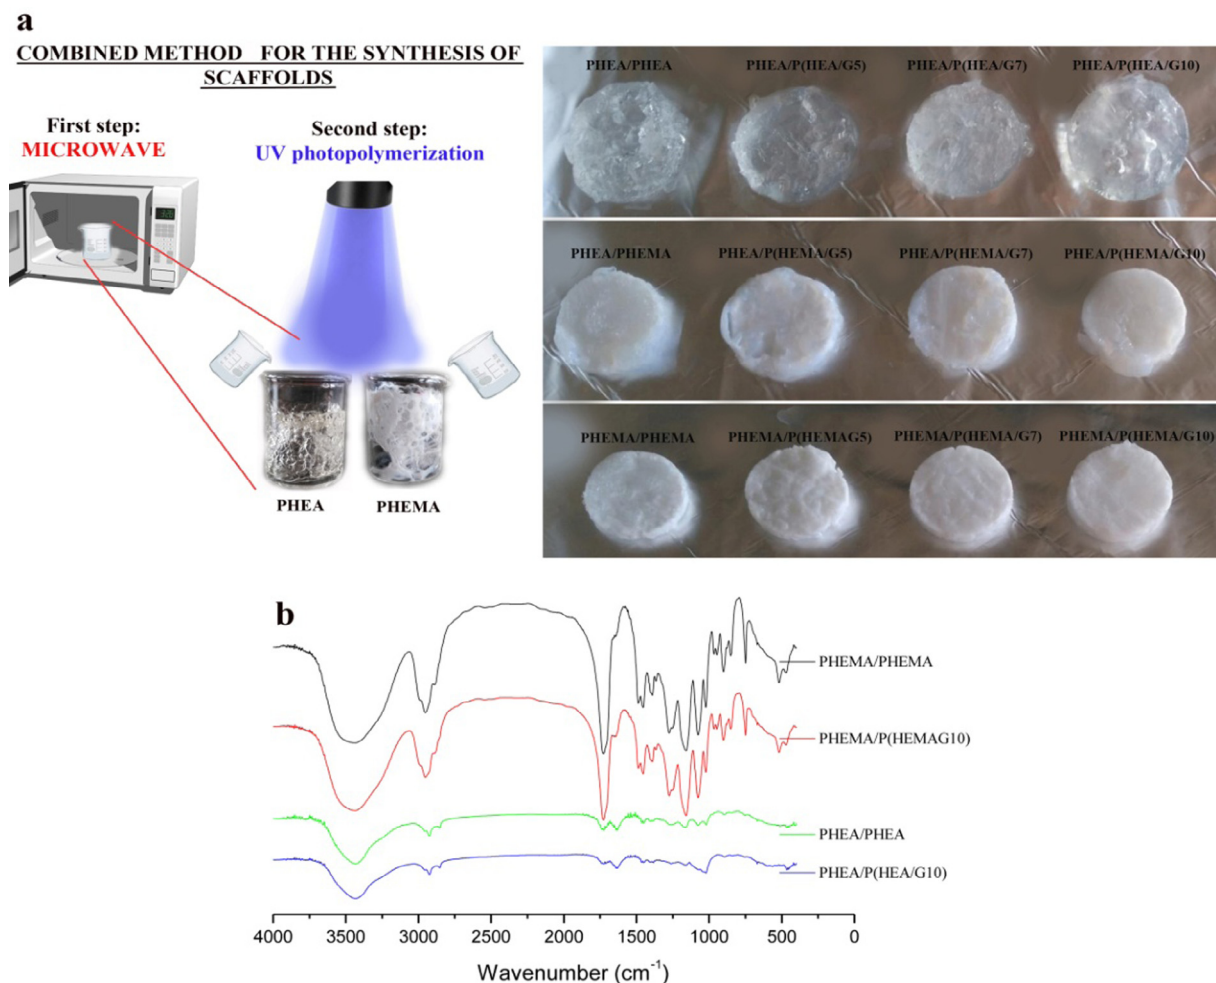 a
COMBINED METHOD FOR THE SYNTHESIS OF
SCAFFOLDS
First step:
MICROWAVE
Second step:
UV photopolymerization
PHEA
PHEMA
PHEA/PHEA
PHEA/P(HEA/G5)
PHEA/P(HEA/G7)
PHEA/P(HEA/G10)
PHEA/PHEMA
PHEA/P(HEMA/G5)
PHEA/P(HEMA/G7)
PHEA/P(HEMA/G10)
PHEMA/PHEMA
PHEMA/P(HEMAG5)
PHEMA/P(HEMA/G7)
PHEMA/P(HEMA/G10)
b
PHEMA/PHEMA
PHEMA/P(HEMAG10)
PHEA/PHEA
PHEA/P(HEA/G10)
4000 3500 3000 2500 2000 1500 1000 500 0
Wavenumber (cm⁻¹)